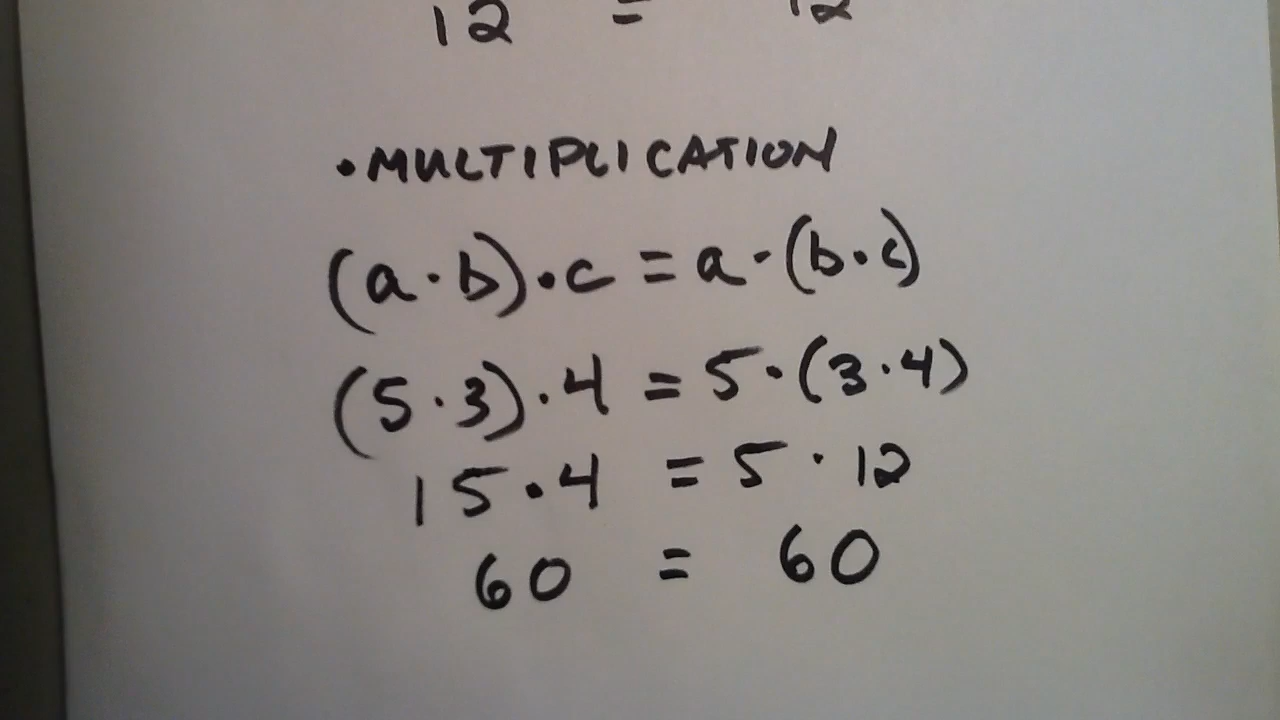 12 = 12
•MULTIPLICATION
(a·b)·c = a·(b·c)
(5·3)·4 = 5·(3·4)
15·4 = 5·12
60 = 60